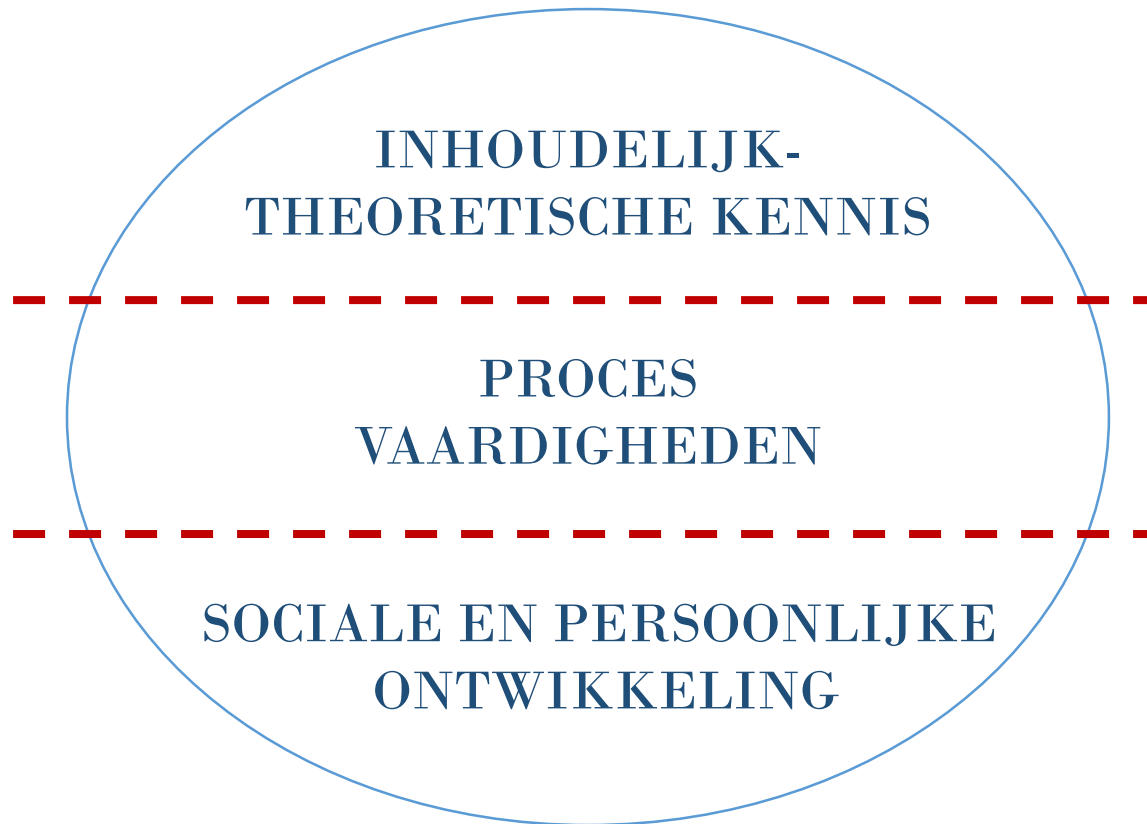 INHOUDELIJK-
THEORETISCHE KENNIS
PROCES
VAARDIGHEDEN
SOCIALE EN PERSOONLIJKE
ONTWIKKELING